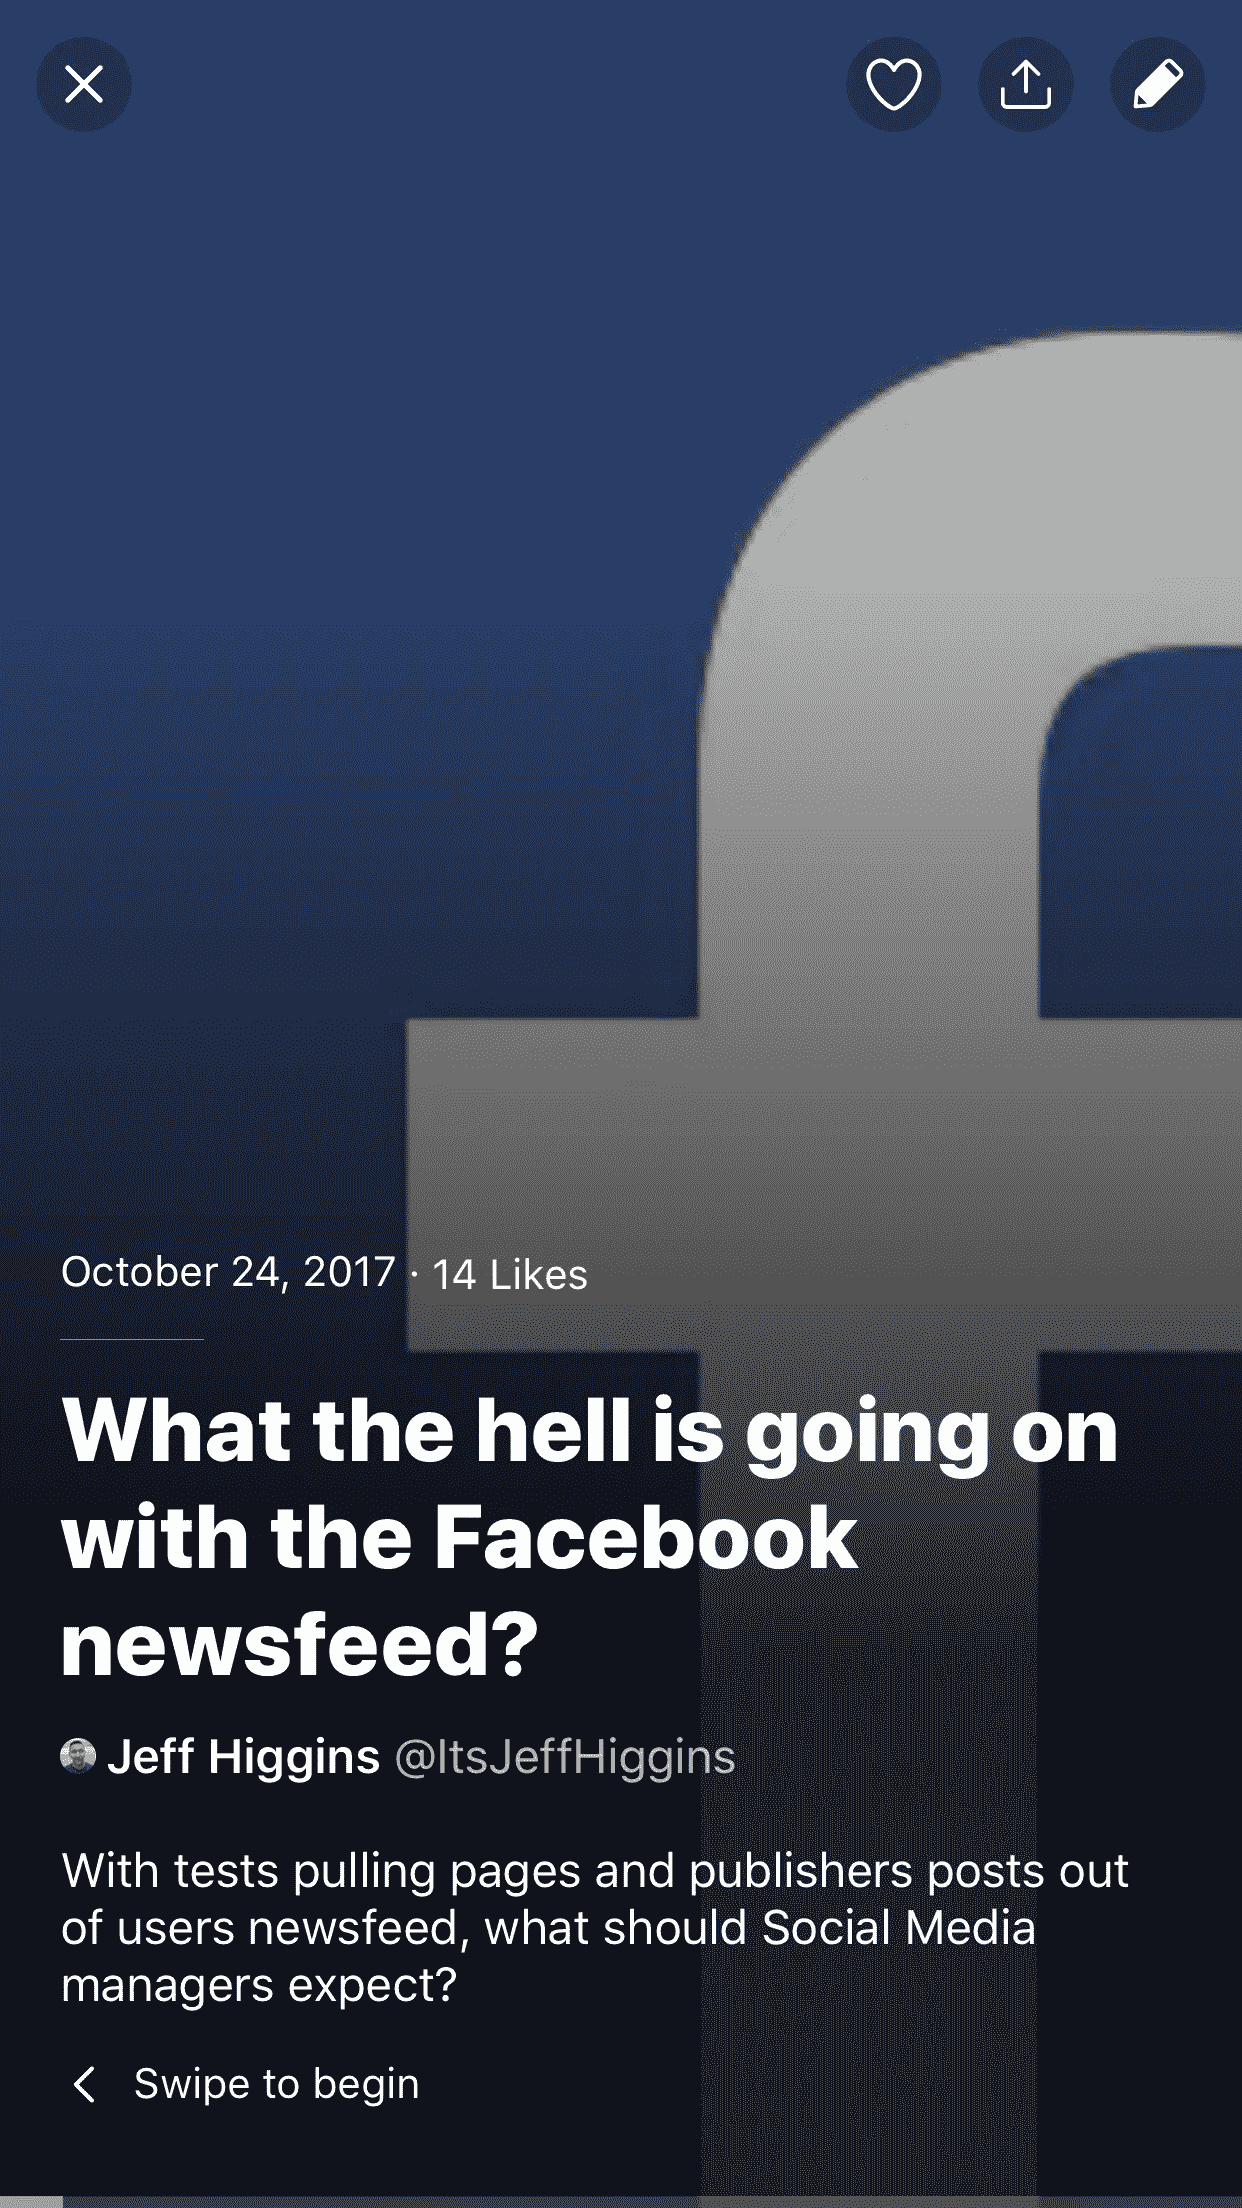 October 24, 2017 · 14 Likes
What the hell is going on
with the Facebook
newsfeed?
Jeff Higgins @ItsJeffHiggins
With tests pulling pages and publishers posts out
of users newsfeed, what should Social Media
managers expect?
Swipe to begin